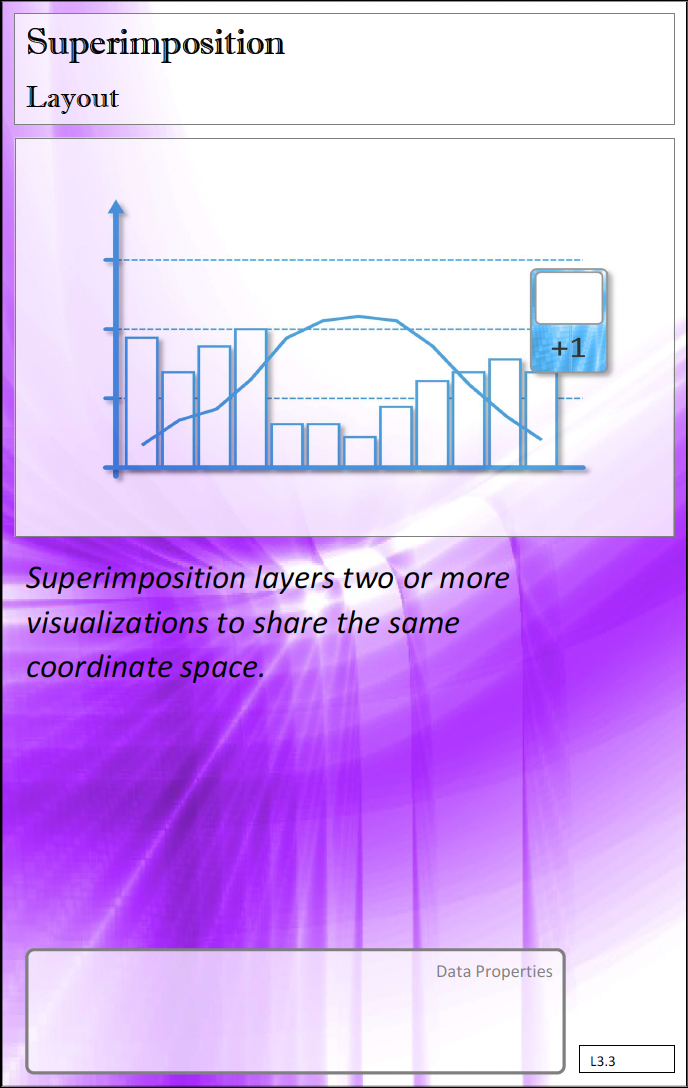 Superimposition
Layout
+1
Superimposition layers two or more
visualizations to share the same
coordinate space.
Data Properties
L3.3